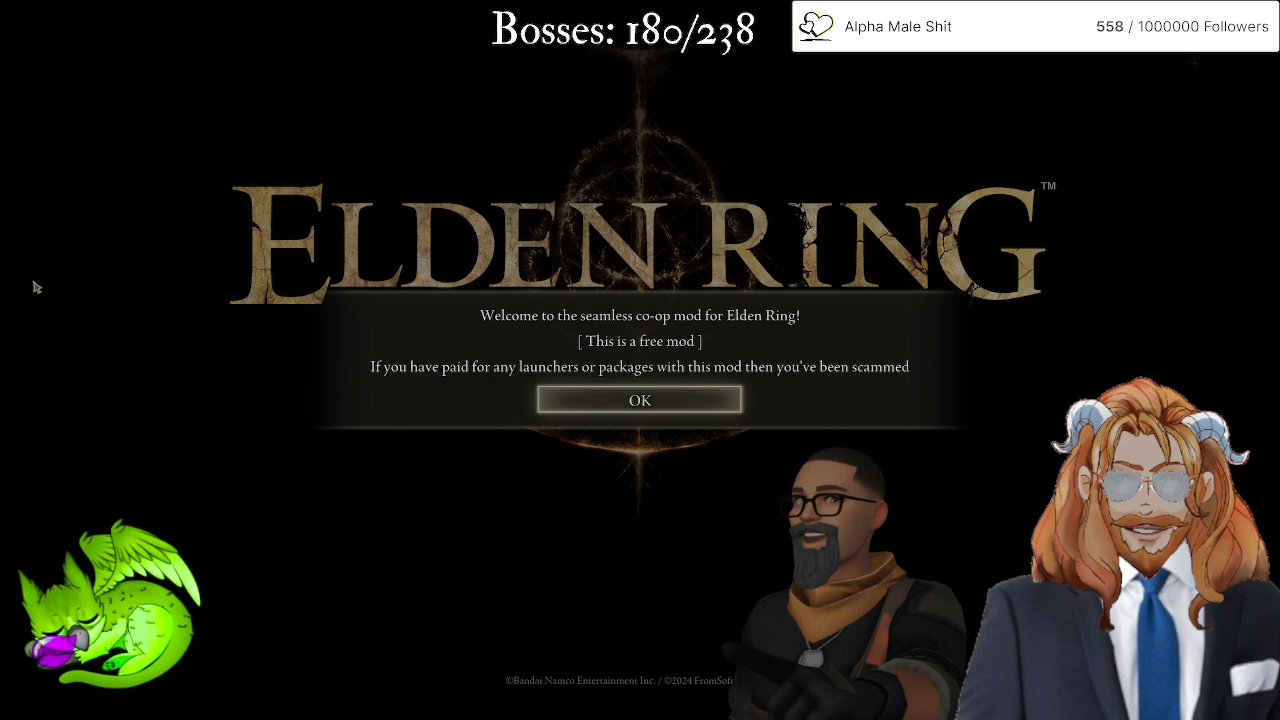 Bosses: 180/238
Alpha Male Shit
558 / 1000000 Followers
ELDEN RING™
Welcome to the seamless co-op mod for Elden Ring!
[ This is a free mod ]
If you have paid for any launchers or packages with this mod then you've been scammed
OK
©Bandai Namco Entertainment Inc. / ©2024 FromSoft